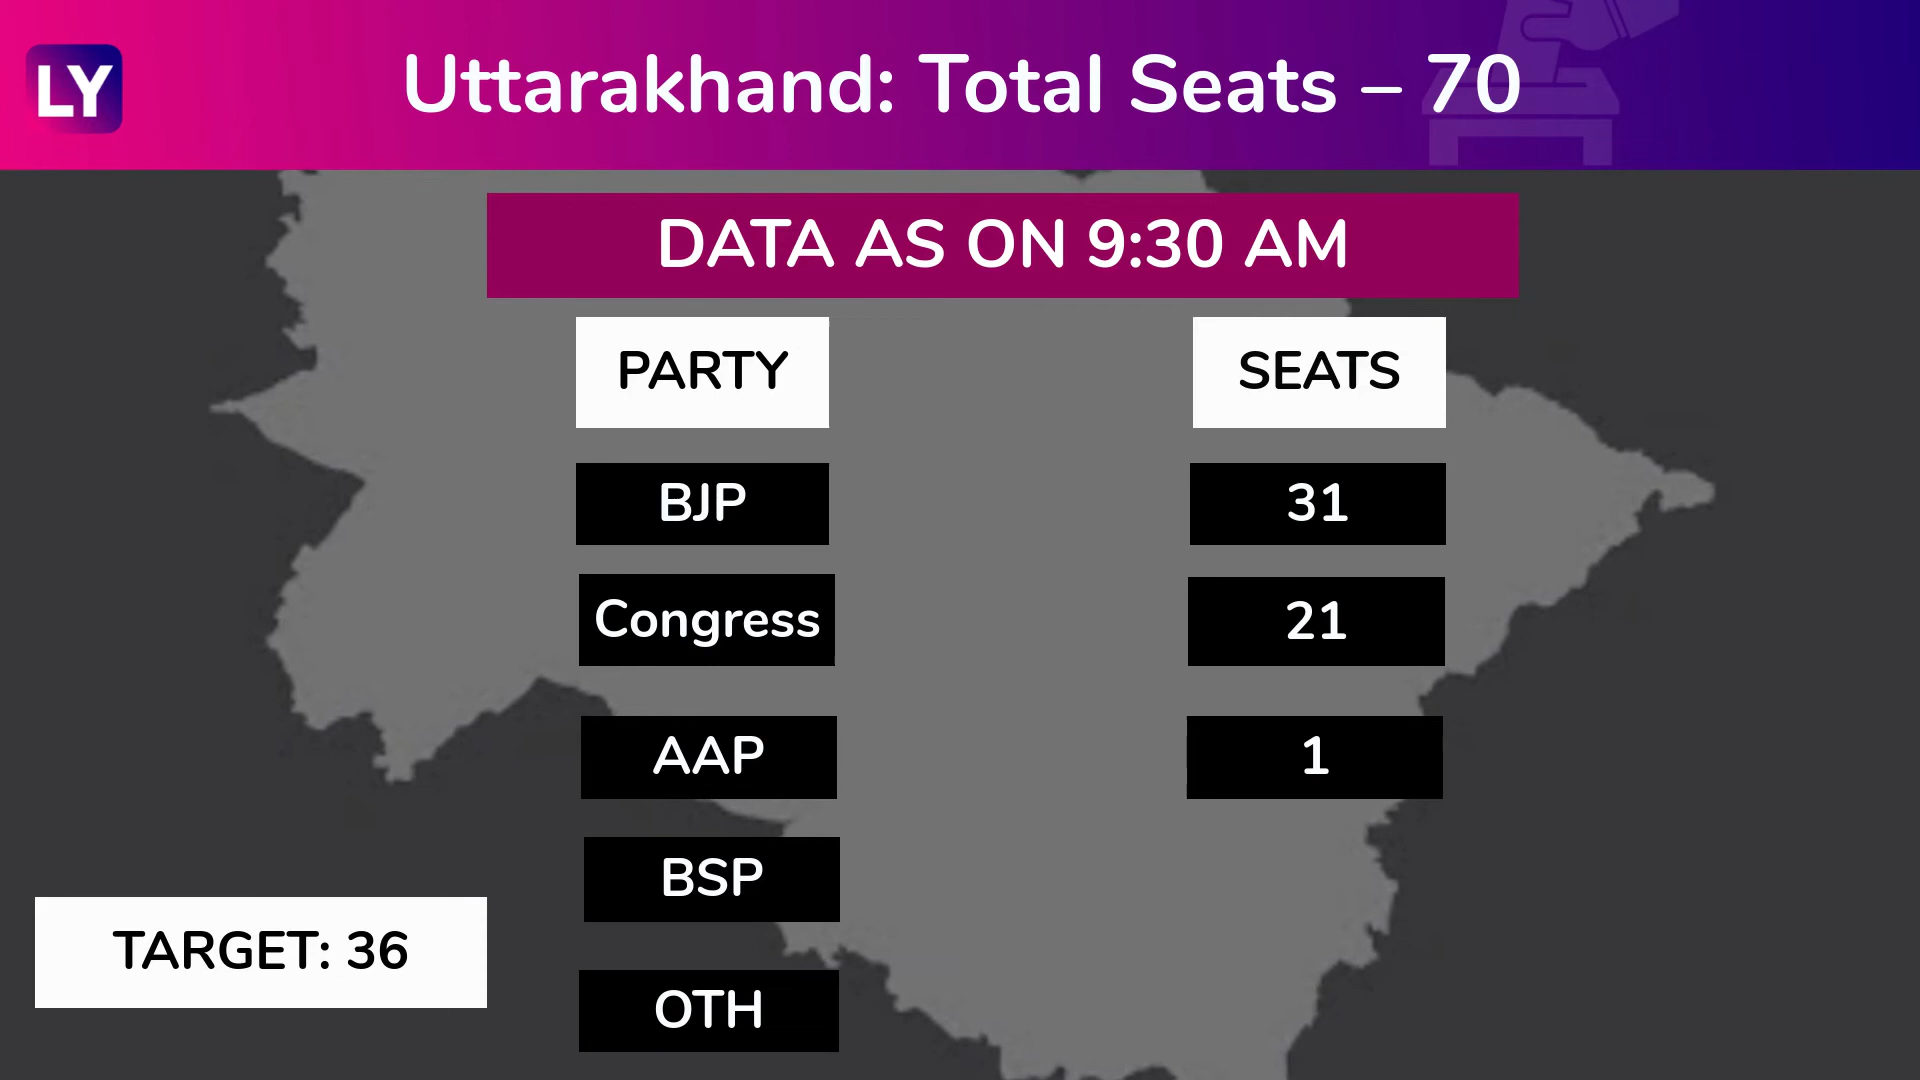 LY
Uttarakhand: Total Seats – 70
DATA AS ON 9:30 AM
PARTY SEATS
BJP 31
Congress 21
AAP 1
BSP
OTH
TARGET: 36